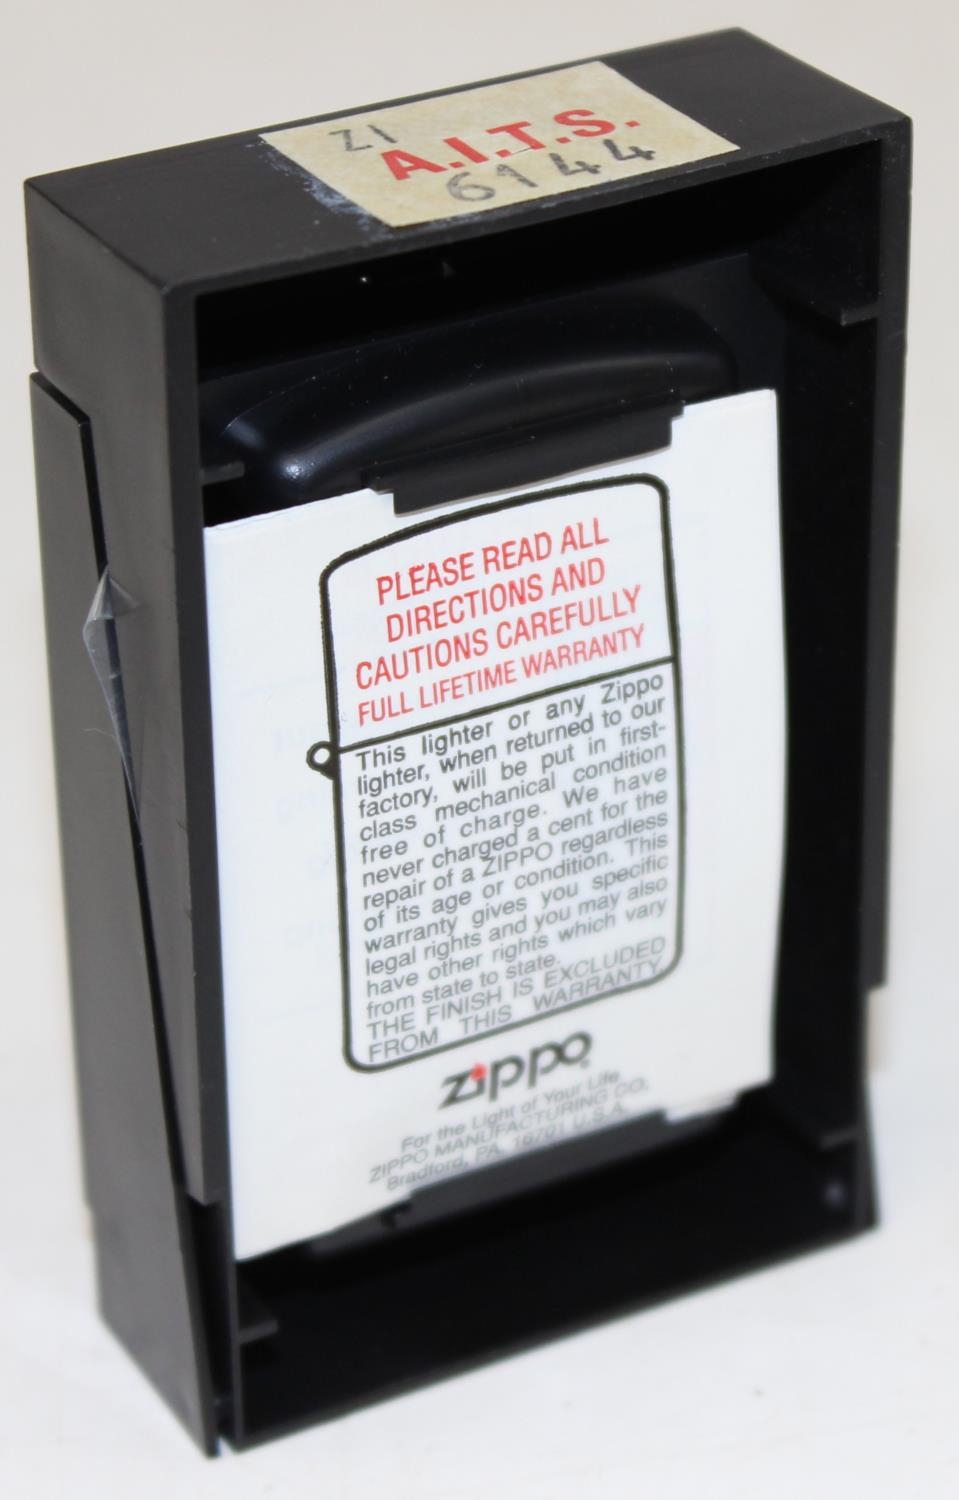 ZI
A.I.T.S.
6144
PLEASE READ ALL
DIRECTIONS AND
CAUTIONS CAREFULLY
FULL LIFETIME WARRANTY
This lighter or any Zippo
lighter, when returned to our
factory, will be put in first-
class mechanical condition
free of charge. We have
never charged a cent for the
repair of a ZIPPO regardless
of its age or condition. This
warranty gives you specific
legal rights and you may also
have other rights which vary
from state to state.
THE FINISH IS EXCLUDED
FROM THIS WARRANTY
zippo®
For the Light of Your Life
ZIPPO MANUFACTURING CO.
Bradford, PA. 16701 U.S.A.